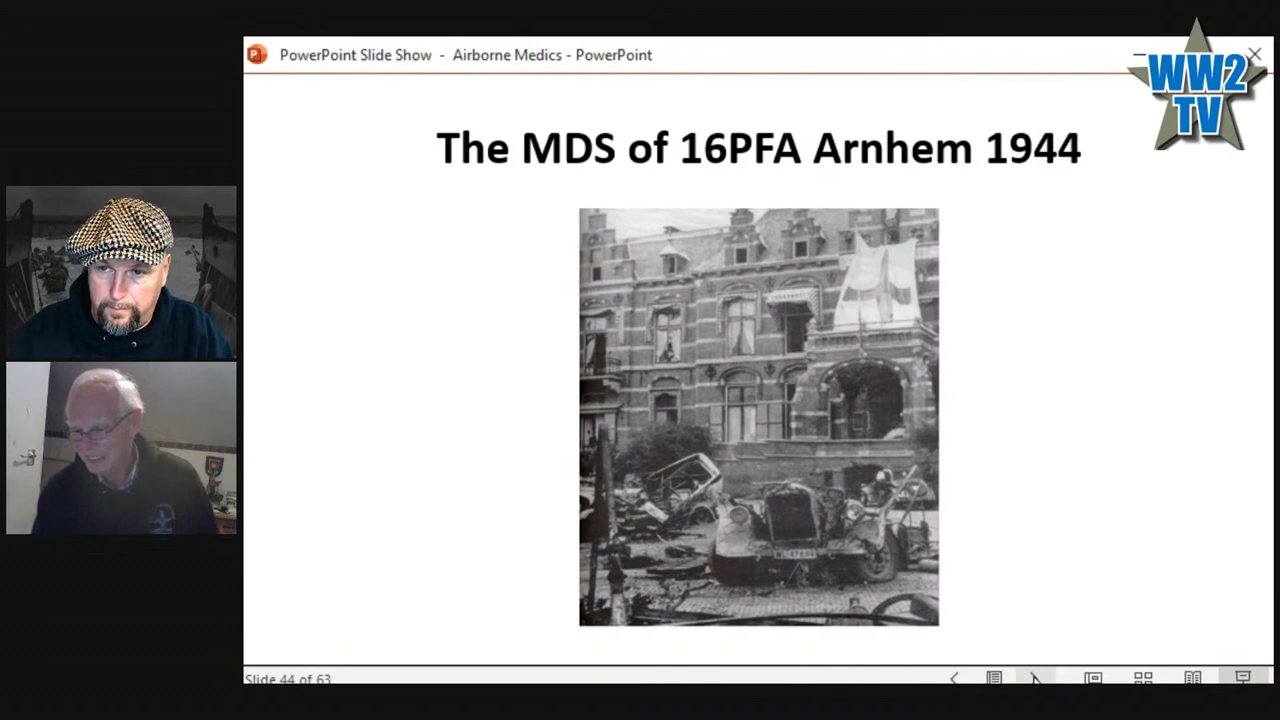 PowerPoint Slide Show - Airborne Medics - PowerPoint
WW2
TV
The MDS of 16PFA Arnhem 1944
Slide 44 of 63